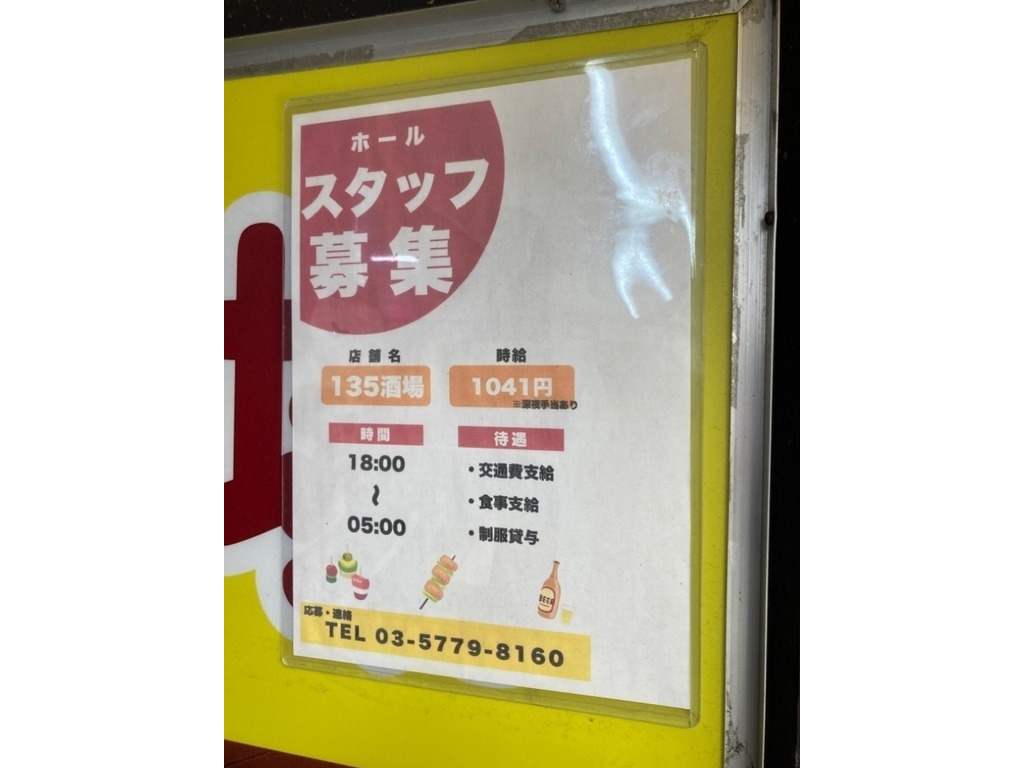 ホール
スタッフ
募集
店舗名
135酒場
時給
1041円
※深夜手当あり
時間
18:00
〜
05:00
待遇
・交通費支給
・食事支給
・制服貸与
BEER
応募・連絡
TEL 03-5779-8160